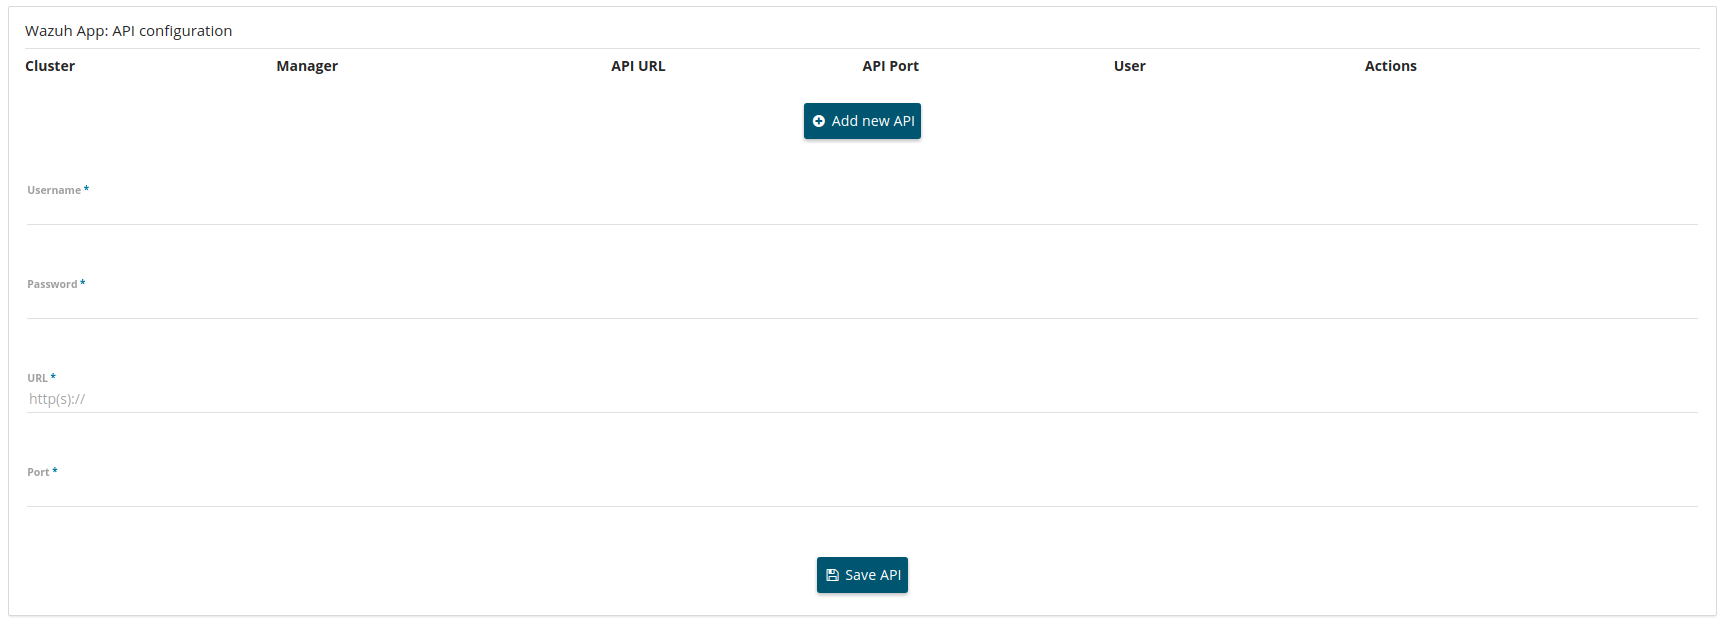 Wazuh App: API configuration
Cluster Manager API URL API Port User Actions
Add new API
Username *
Password *
URL *
http(s)://
Port *
Save API